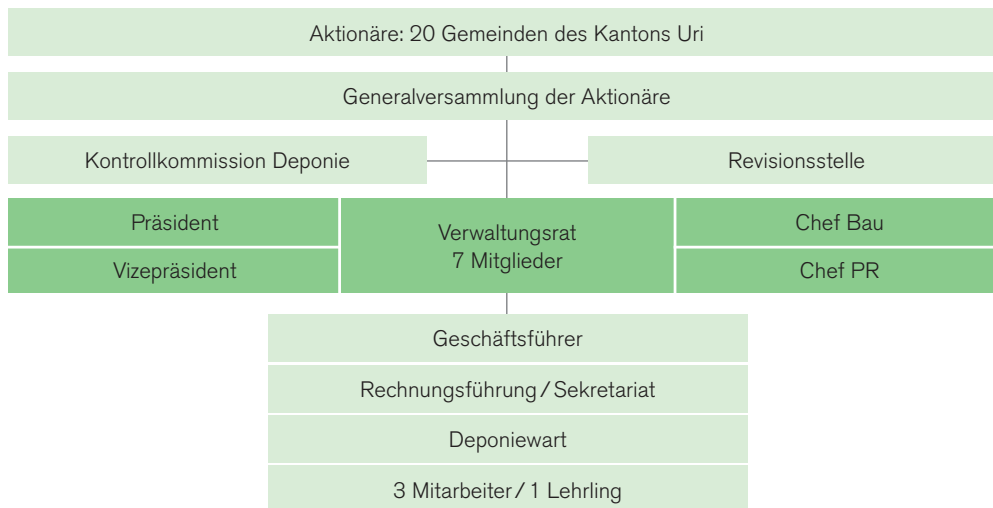 Aktionäre: 20 Gemeinden des Kantons Uri
Generalversammlung der Aktionäre
Kontrollkommission Deponie
Revisionsstelle
Präsident
Vizepräsident
Verwaltungsrat
7 Mitglieder
Chef Bau
Chef PR
Geschäftsführer
Rechnungsführung / Sekretariat
Deponiewart
3 Mitarbeiter / 1 Lehrling